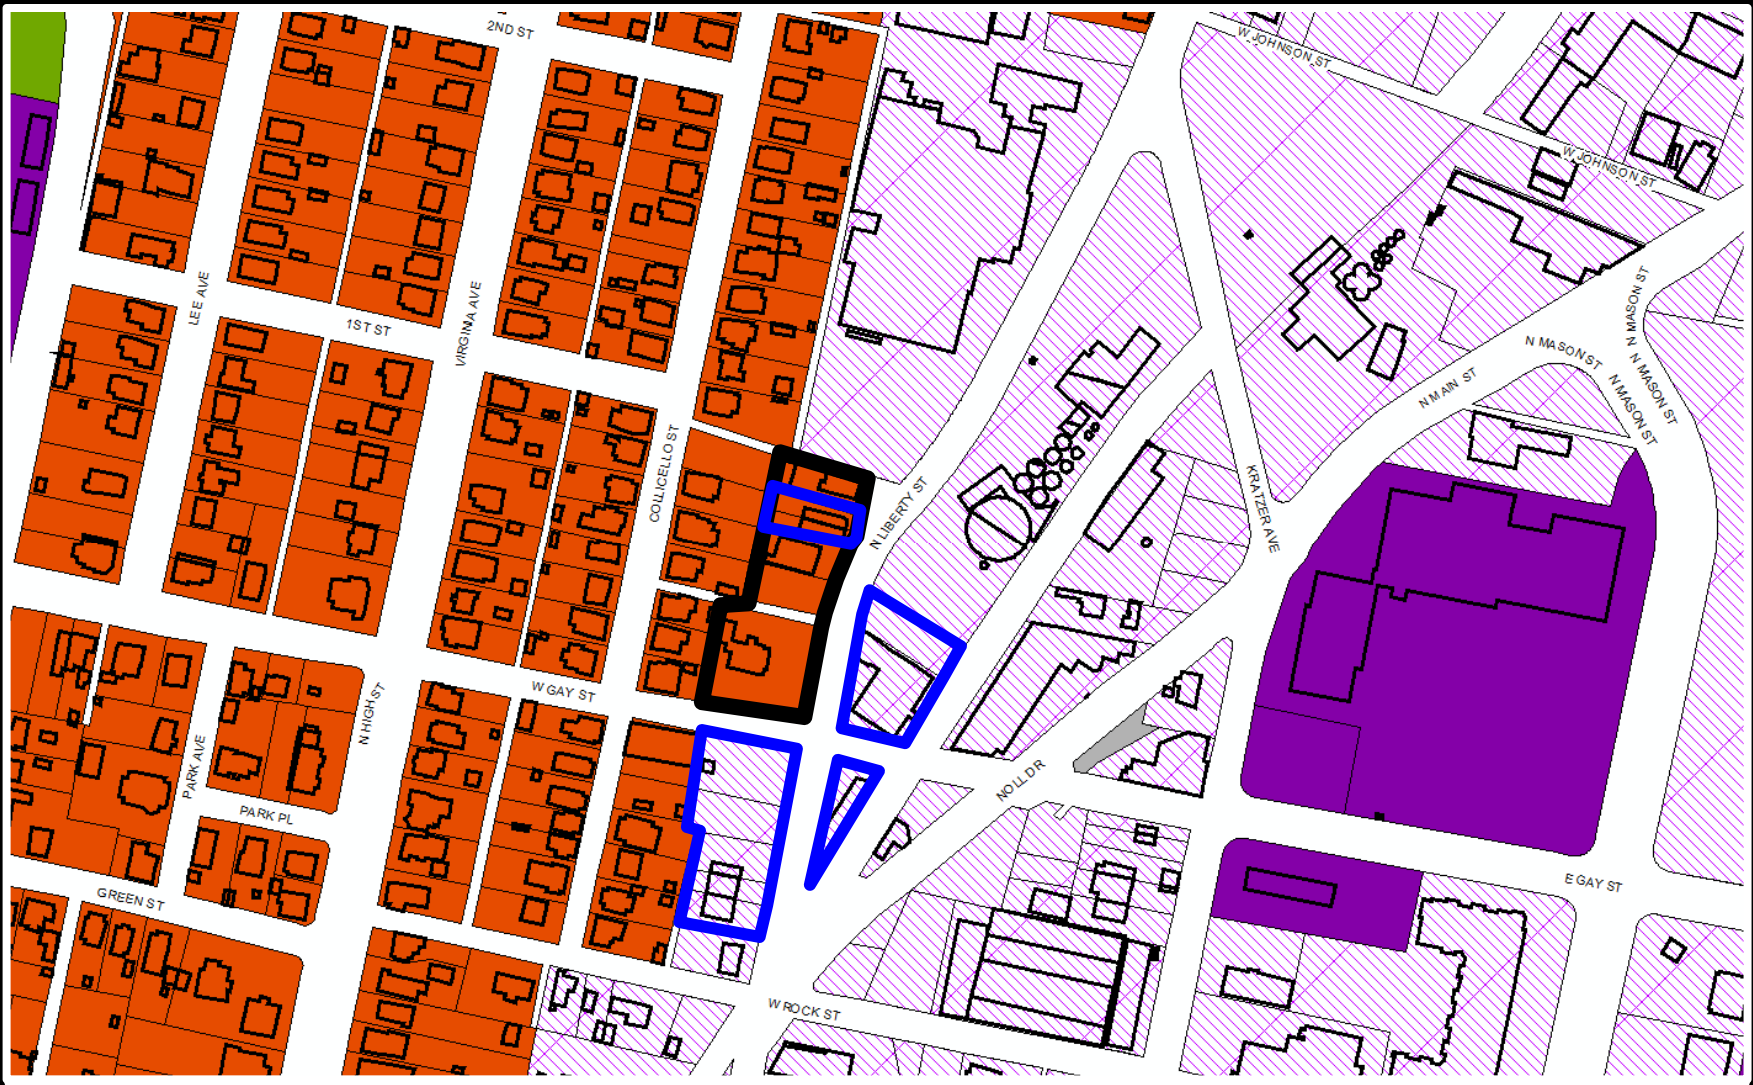 2ND ST
W JOHNSON ST
W JOHNSON ST
LEE AVE
1ST ST
VIRGINIA AVE
N MASON ST
N MASON ST
N MASON ST
N MASON ST
N MAIN ST
COLLICELLO ST
N LIBERTY ST
KRATZER AVE
W GAY ST
N HIGH ST
PARK AVE
NOLL DR
PARK PL
GREEN ST
E GAY ST
W ROCK ST